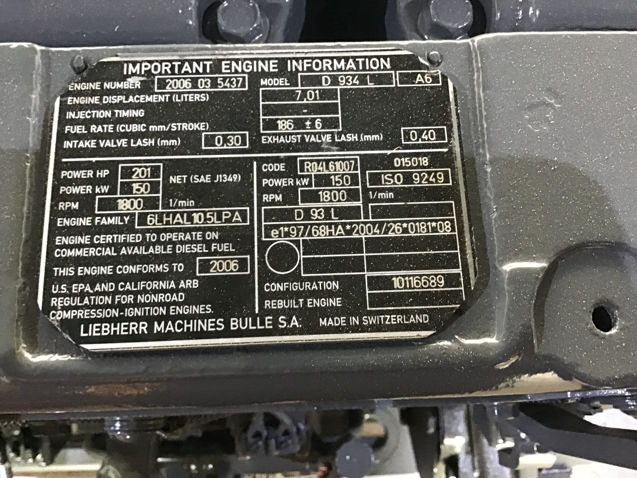 IMPORTANT ENGINE INFORMATION
ENGINE NUMBER 2006 03 5437 MODEL D 934 L A6
ENGINE DISPLACEMENT (LITERS) 7,01
INJECTION TIMING -
FUEL RATE (CUBIC mm/STROKE) 186 ± 6
INTAKE VALVE LASH (mm) 0,30 EXHAUST VALVE LASH (mm) 0,40
POWER HP 201
POWER kW 150 NET (SAE J1349)
RPM 1800 1/min
ENGINE FAMILY 6LHAL10.5LPA
ENGINE CERTIFIED TO OPERATE ON
COMMERCIAL AVAILABLE DIESEL FUEL
THIS ENGINE CONFORMS TO 2006
U.S. EPA, AND CALIFORNIA ARB
REGULATION FOR NONROAD
COMPRESSION-IGNITION ENGINES.
CODE R04L61007 015018
POWER kW 150 ISO 9249
RPM 1800 1/min
D 93 L
e1*97/68HA*2004/26*0181*08
CONFIGURATION 10116689
REBUILT ENGINE
LIEBHERR MACHINES BULLE S.A. MADE IN SWITZERLAND